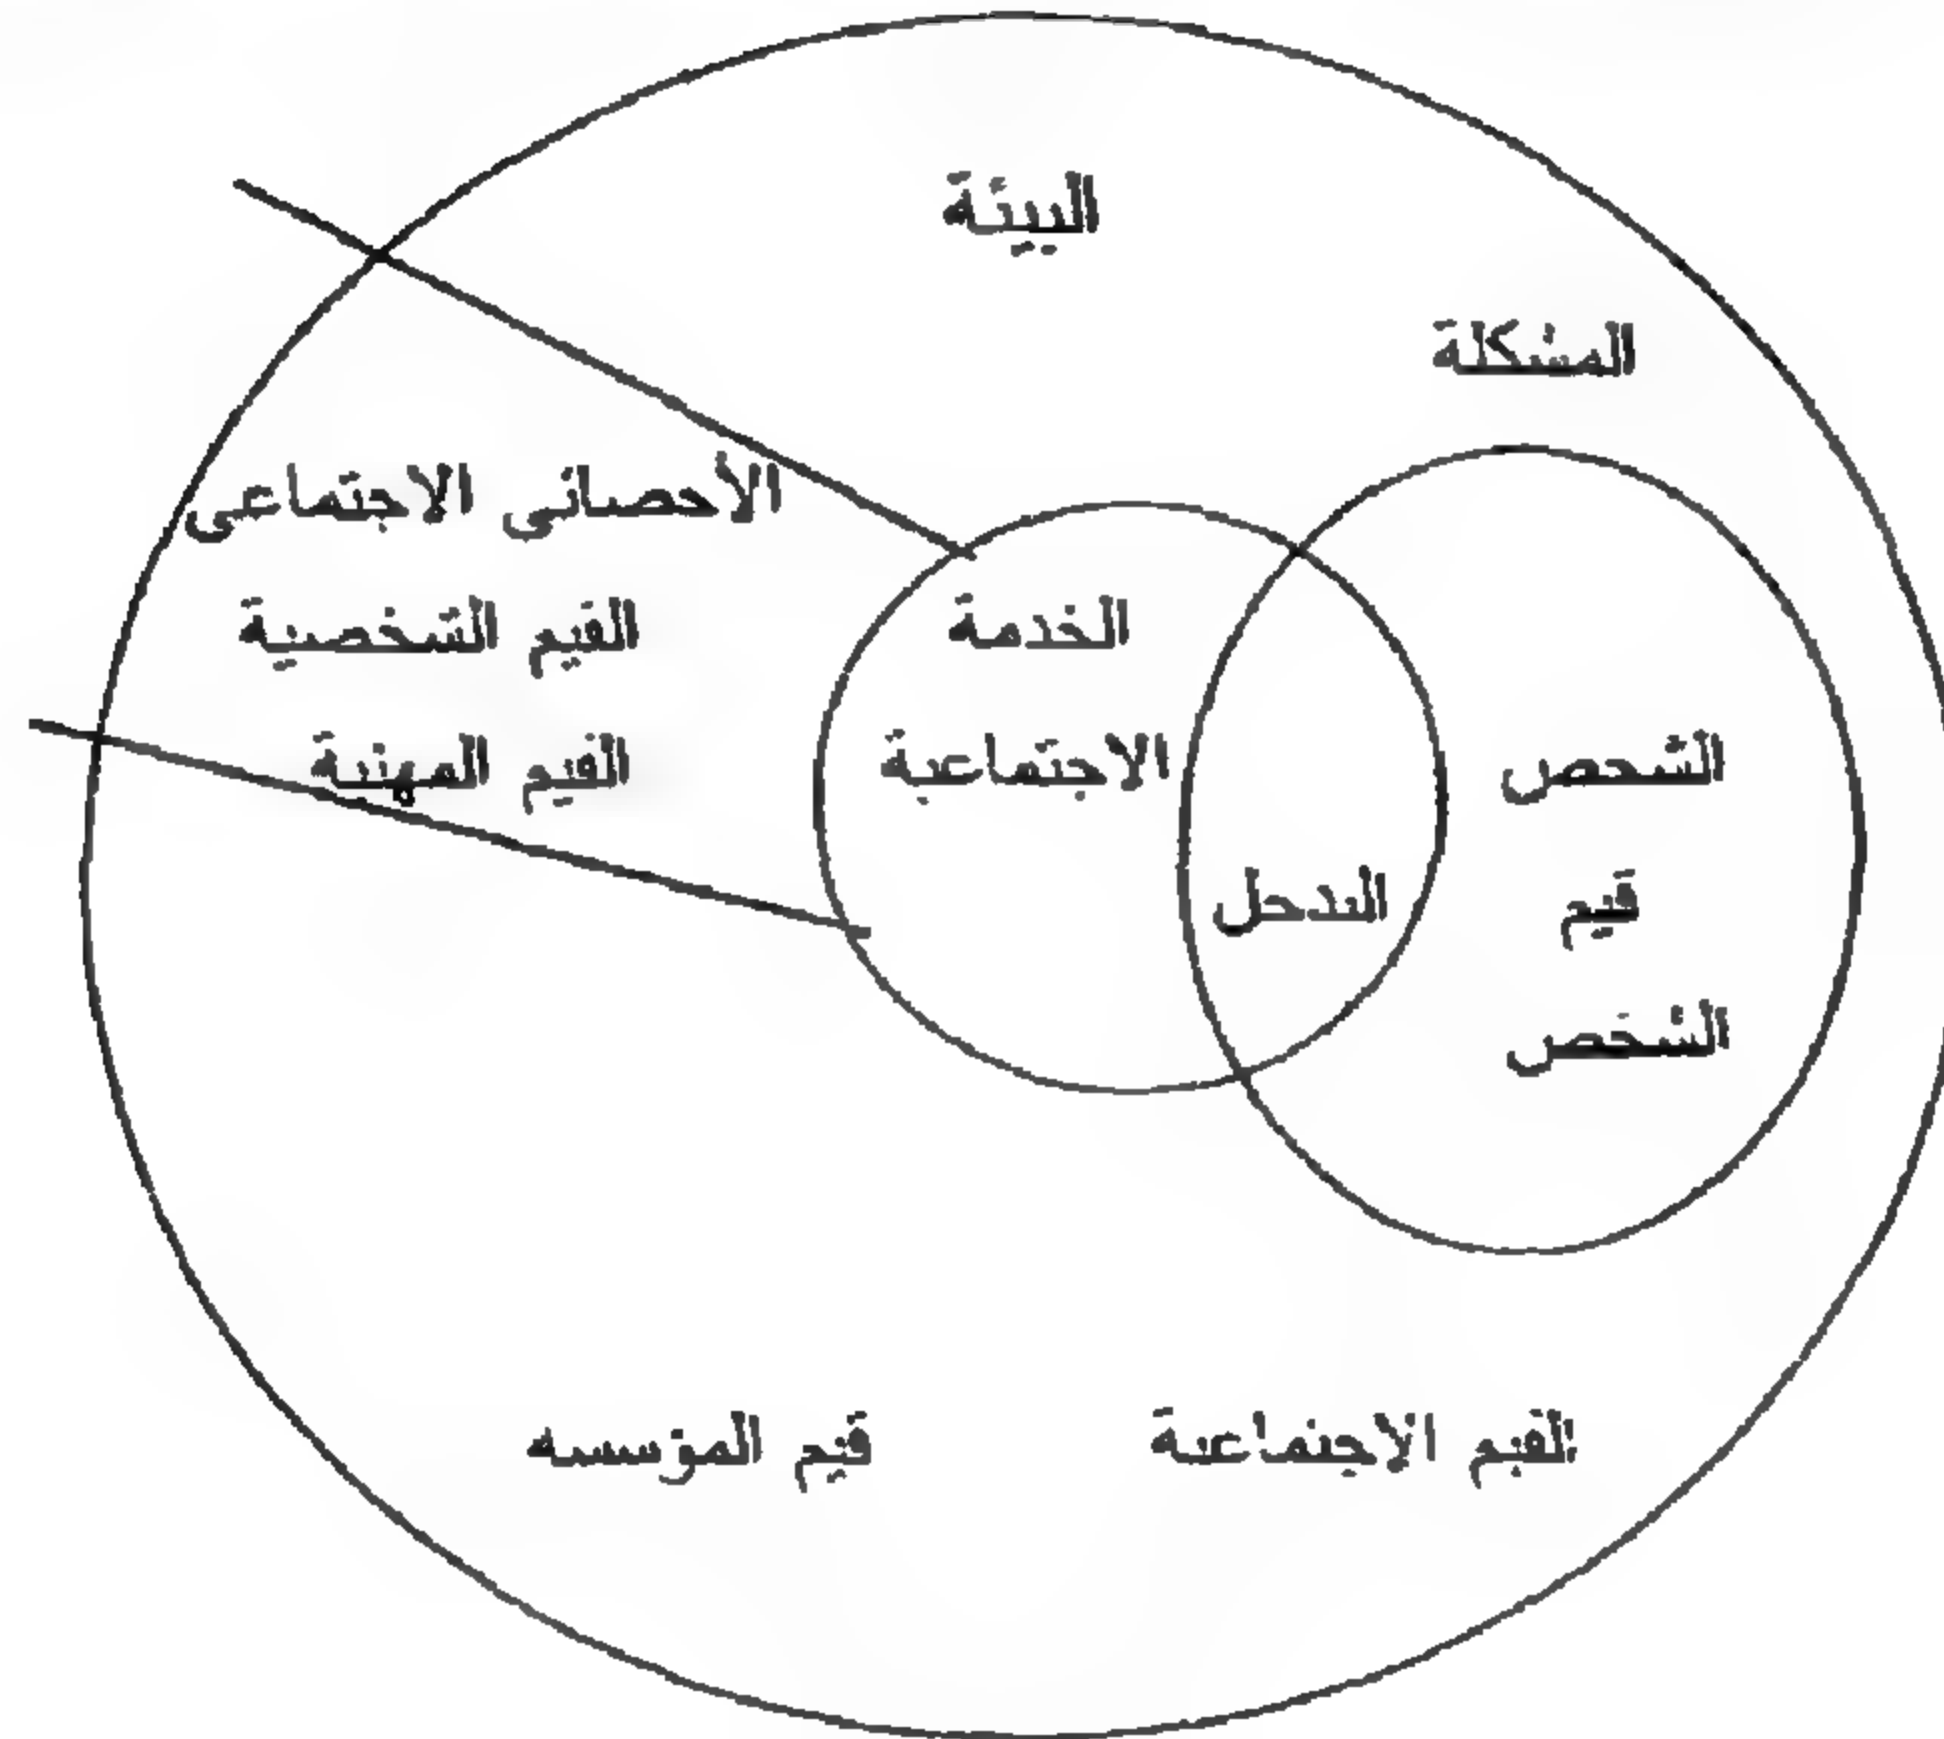 البيئة
المشكلة
الأحصائى الاجتماعى
القيم الشخصية
القيم المهنية
الخدمة
الاجتماعية
التدخل
الشخص
قيم
الشخص
القيم الاجتماعية
قيم المؤسسه